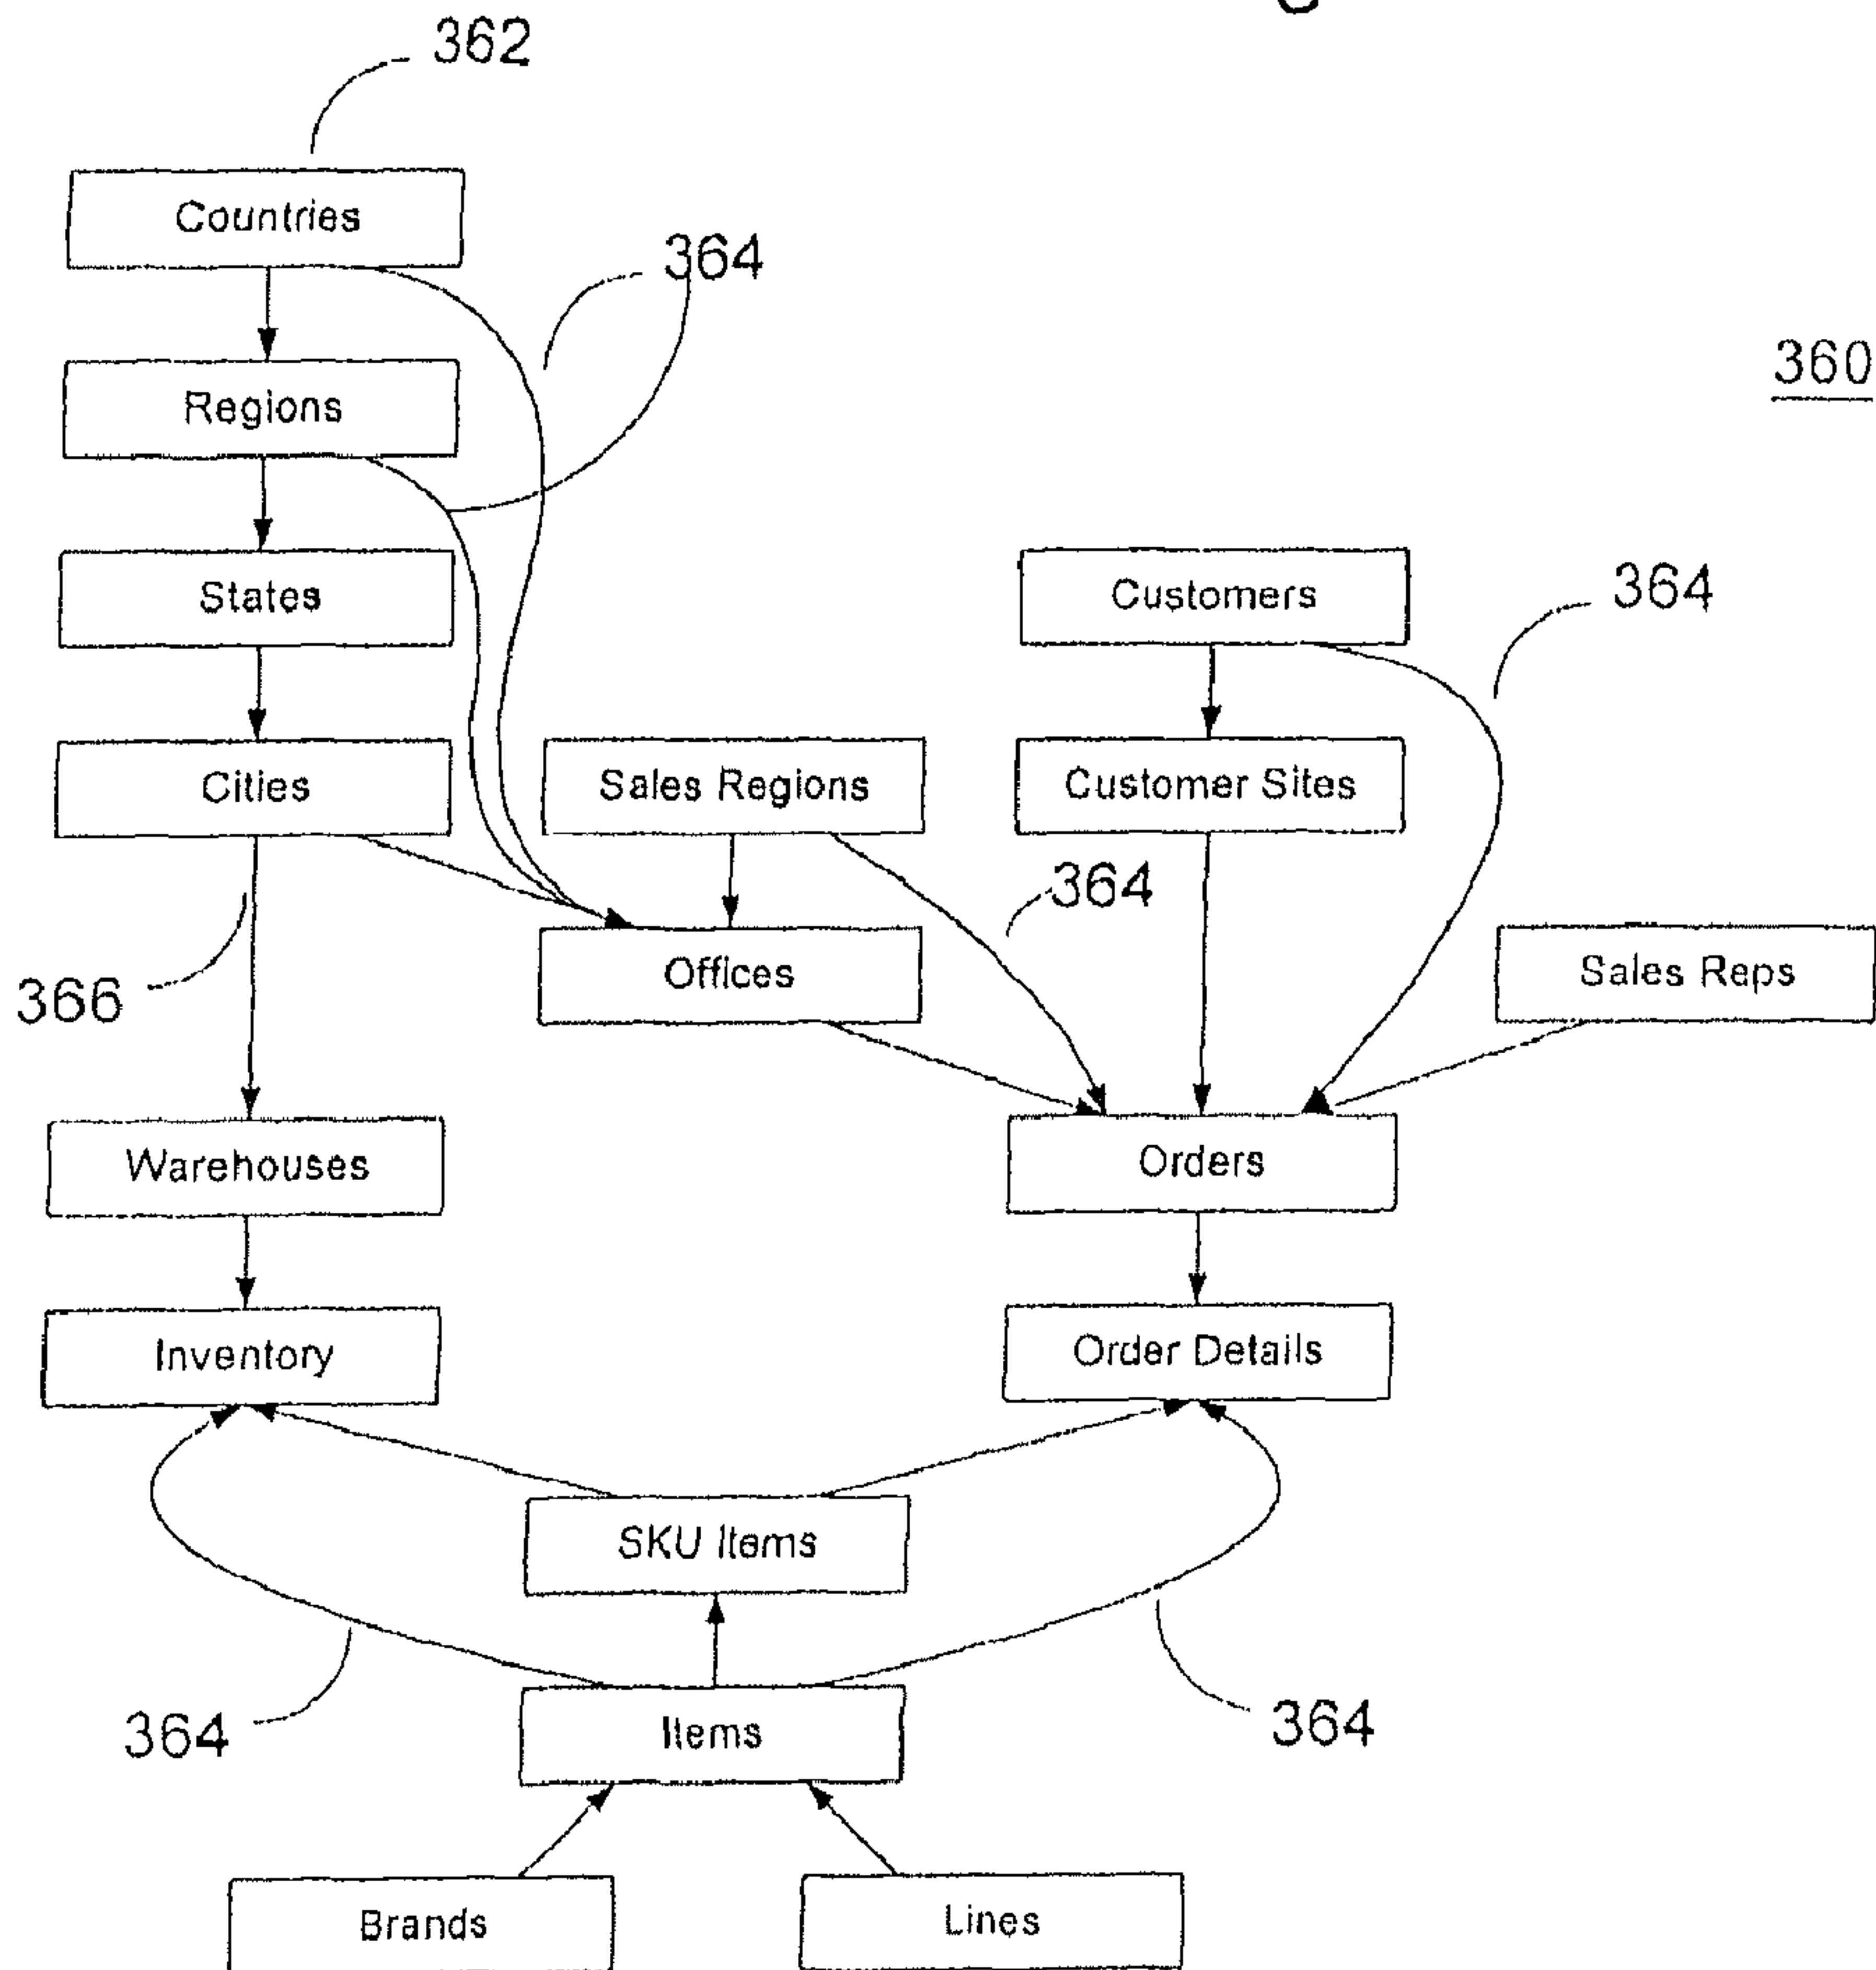 362
Countries
364
Regions
360
States
Customers
364
Cities
Sales Regions
Customer Sites
364
Offices
Sales Reps
366
Warehouses
Orders
Inventory
Order Details
SKU Items
364
Items
364
Brands
Lines